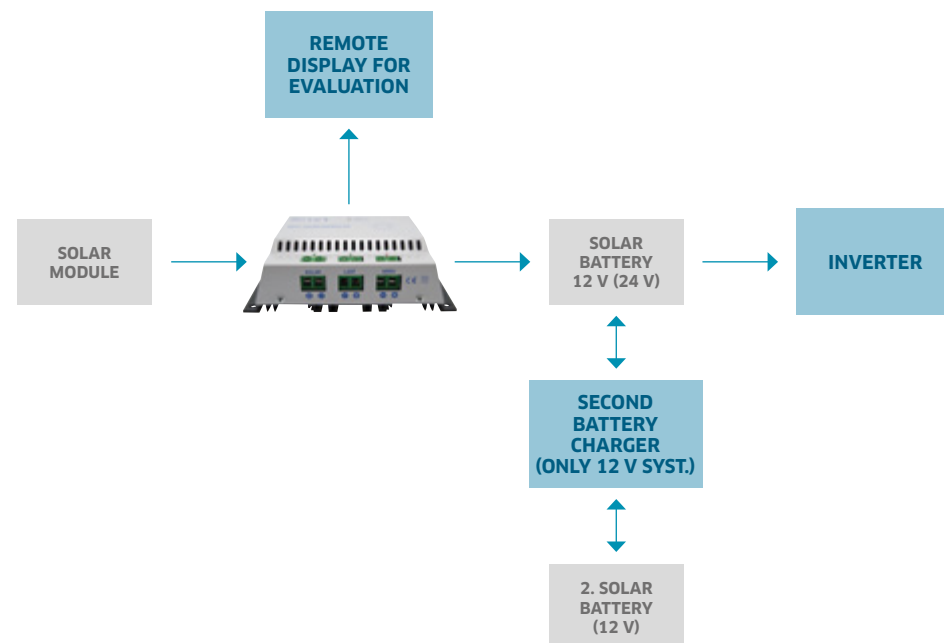 REMOTE
DISPLAY FOR
EVALUATION
SOLAR
MODULE
SOLAR
BATTERY
12 V (24 V)
INVERTER
SECOND
BATTERY
CHARGER
(ONLY 12 V SYST.)
2. SOLAR
BATTERY
(12 V)